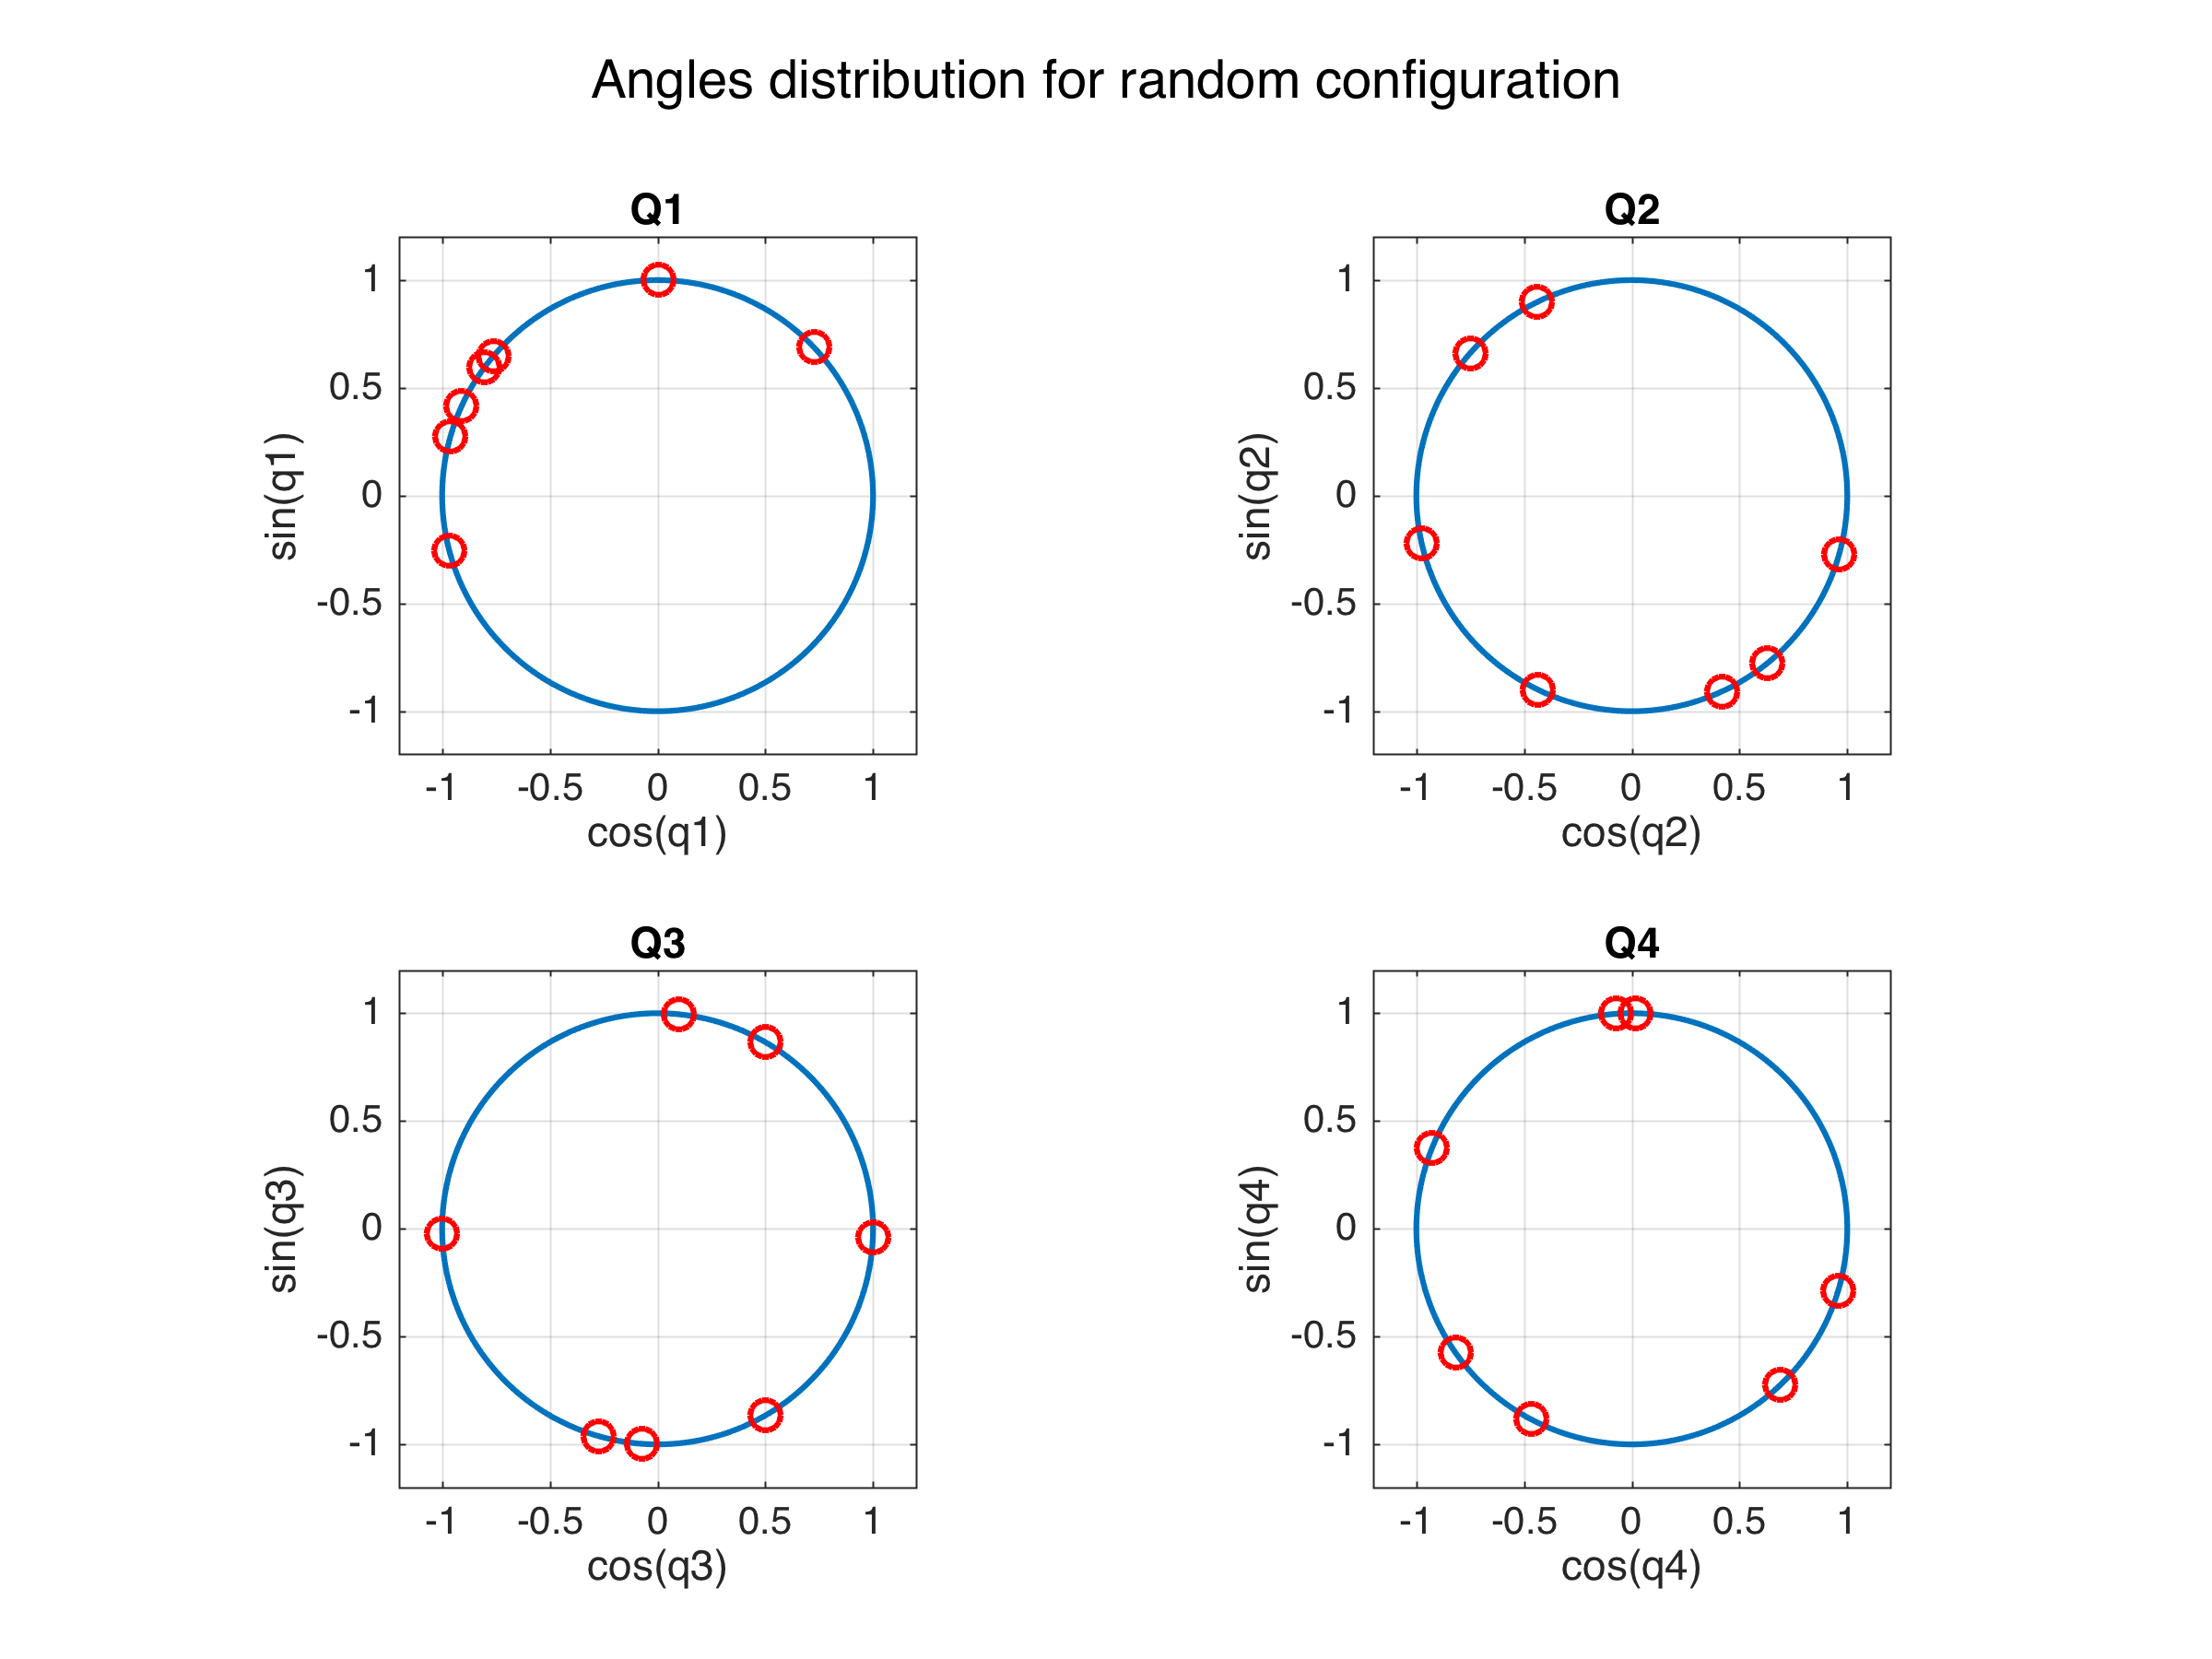 Angles distribution for random configuration
Q1
1
0.5
0
-0.5
-1
sin(q1)
-1 -0.5 0 0.5 1
cos(q1)
Q2
1
0.5
0
-0.5
-1
sin(q2)
-1 -0.5 0 0.5 1
cos(q2)
Q3
1
0.5
0
-0.5
-1
sin(q3)
-1 -0.5 0 0.5 1
cos(q3)
Q4
1
0.5
0
-0.5
-1
sin(q4)
-1 -0.5 0 0.5 1
cos(q4)